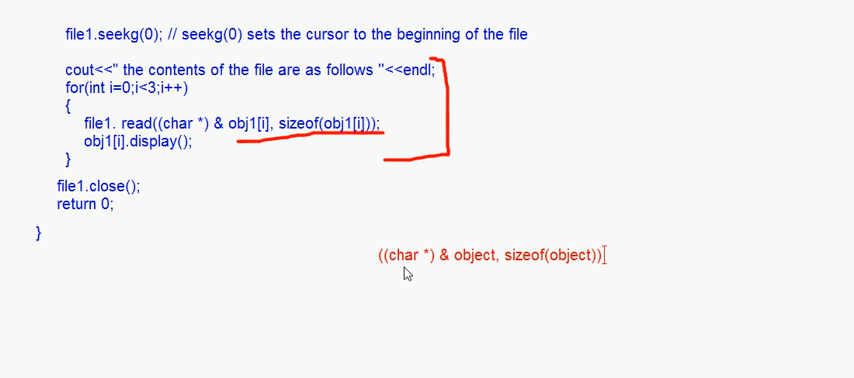 file1.seekg(0); // seekg(0) sets the cursor to the beginning of the file
cout<<" the contents of the file are as follows "<<endl;
for(int i=0;i<3;i++)
{
file1. read((char *) & obj1[i], sizeof(obj1[i]));
obj1[i].display();
}
file1.close();
return 0;
}
((char *) & object, sizeof(object))